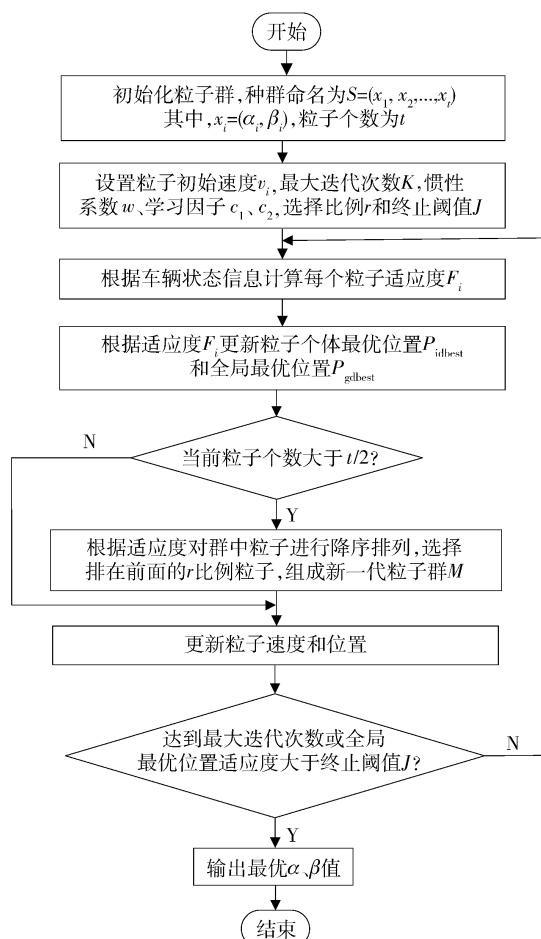 开始
初始化粒子群,种群命名为S=(x₁, x₂,...,xₜ)
其中,xᵢ=(αᵢ, βᵢ),粒子个数为t
设置粒子初始速度vᵢ,最大迭代次数K,惯性
系数w、学习因子c₁、c₂,选择比例r和终止阈值J
根据车辆状态信息计算每个粒子适应度Fᵢ
根据适应度Fᵢ更新粒子个体最优位置P_idbest
和全局最优位置P_gdbest
N
当前粒子个数大于t/2?
Y
根据适应度对群中粒子进行降序排列,选择
排在前面的r比例粒子,组成新一代粒子群M
更新粒子速度和位置
达到最大迭代次数或全局
最优位置适应度大于终止阈值J?
N
Y
输出最优α、β值
结束